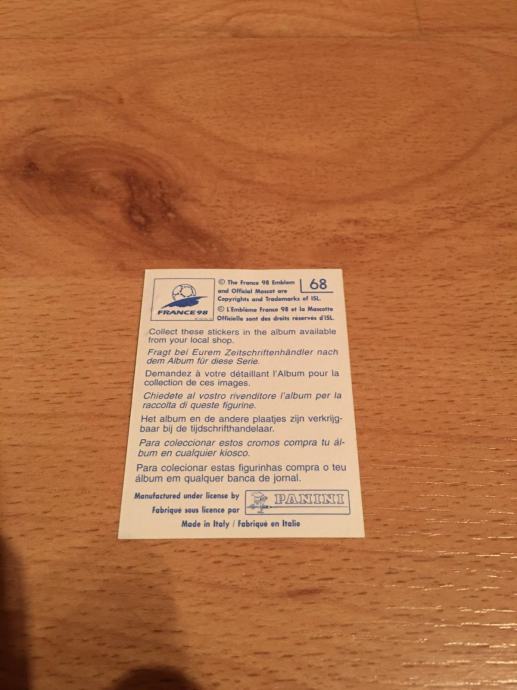 © The France 98 Emblem
and Official Mascot are
Copyrights and Trademarks of ISL.
68
© L'Emblème France 98 et la Mascotte
Officielle sont des droits réservés d'ISL.
FRANCE 98
Collect these stickers in the album available
from your local shop.
Fragt bei Eurem Zeitschriftenhändler nach
dem Album für diese Serie.
Demandez à votre détaillant l'Album pour la
collection de ces images.
Chiedete al vostro rivenditore l'album per la
raccolta di queste figurine.
Het album en de andere plaatjes zijn verkrijg-
baar bij de tijdschrifthandelaar.
Para coleccionar estos cromos compra tu ál-
bum en cualquier kiosco.
Para colecionar estas figurinhas compra o teu
álbum em qualquer banca de jornal.
Manufactured under license by
Fabriqué sous licence par
PANINI
Made in Italy / Fabriqué en Italie